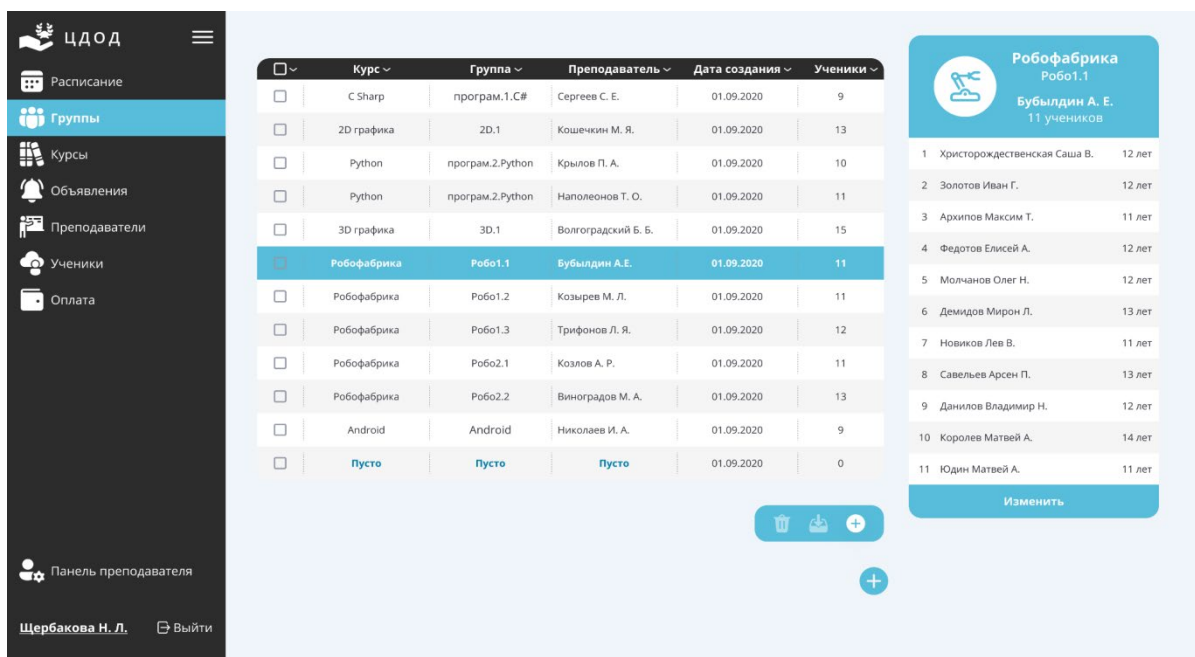 ЦДОД
Расписание
Группы
Курсы
Объявления
Преподаватели
Ученики
Оплата
Панель преподавателя
Щербакова Н. Л. Выйти
Курс Группа Преподаватель Дата создания Ученики
C Sharp програм.1.C# Сергеев С. Е. 01.09.2020 9
2D графика 2D.1 Кошечкин М. Я. 01.09.2020 13
Python програм.2.Python Крылов П. А. 01.09.2020 10
Python програм.2.Python Наполеонов Т. О. 01.09.2020 11
3D графика 3D.1 Волгоградский Б. Б. 01.09.2020 15
Робофабрика Робо1.1 Бубылдин А.Е. 01.09.2020 11
Робофабрика Робо1.2 Козырев М. Л. 01.09.2020 11
Робофабрика Робо1.3 Трифонов Л. Я. 01.09.2020 12
Робофабрика Робо2.1 Козлов А. Р. 01.09.2020 11
Робофабрика Робо2.2 Виноградов М. А. 01.09.2020 13
Android Android Николаев И. А. 01.09.2020 9
Пусто Пусто Пусто 01.09.2020 0
Робофабрика
Робо1.1
Бубылдин А. Е.
11 учеников
1 Христорождественская Саша В. 12 лет
2 Золотов Иван Г. 12 лет
3 Архипов Максим Т. 11 лет
4 Федотов Елисей А. 12 лет
5 Молчанов Олег Н. 12 лет
6 Демидов Мирон Л. 13 лет
7 Новиков Лев В. 11 лет
8 Савельев Арсен П. 13 лет
9 Данилов Владимир Н. 12 лет
10 Королев Матвей А. 14 лет
11 Юдин Матвей А. 11 лет
Изменить